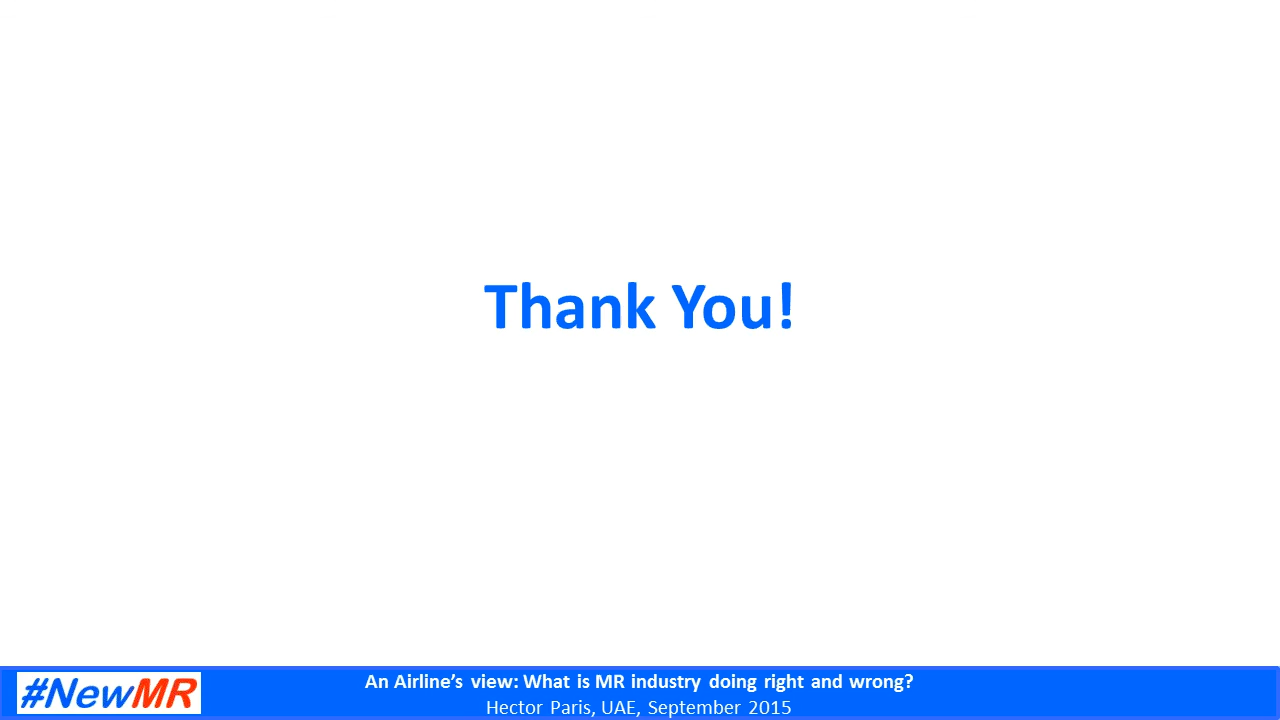 Thank You!
#NewMR
An Airline’s view: What is MR industry doing right and wrong?
Hector Paris, UAE, September 2015